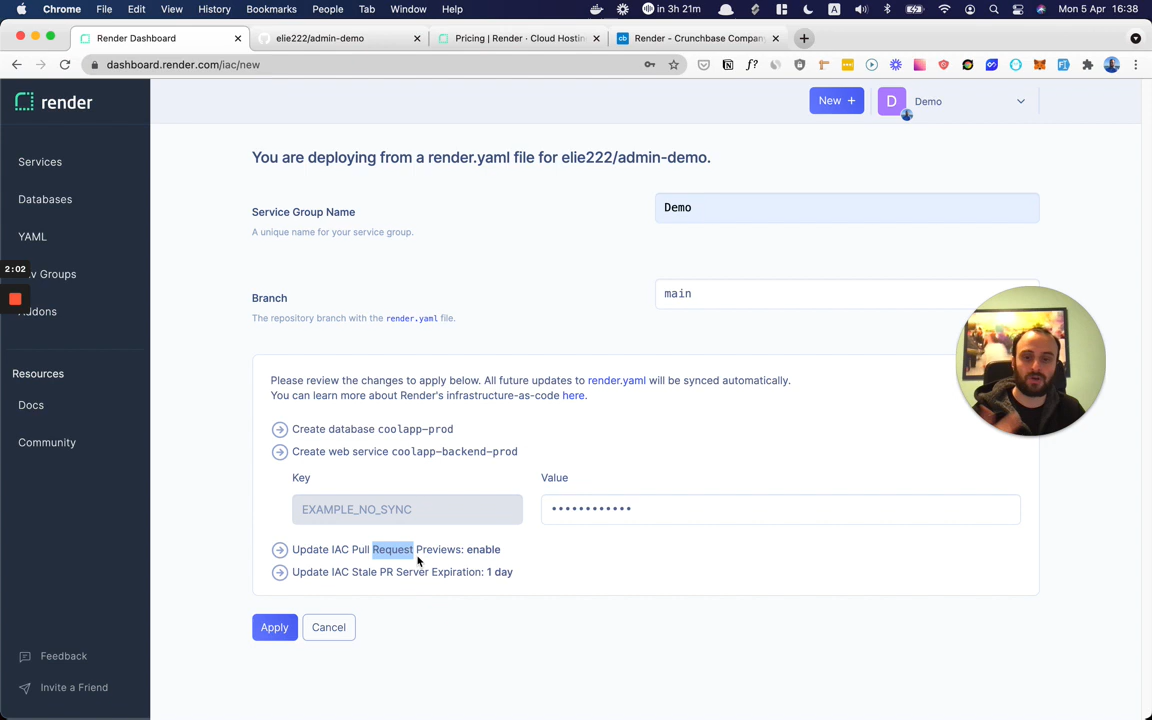 Chrome File Edit View History Bookmarks People Tab Window Help in 3h 21m A Mon 5 Apr 16:38
Render Dashboard elie222/admin-demo Pricing | Render · Cloud Hostin Render - Crunchbase Company
dashboard.render.com/iac/new
render
New +
D
Demo
Services
Databases
YAML
2:02
v Groups
ddons
Resources
Docs
Community
Feedback
Invite a Friend
You are deploying from a render.yaml file for elie222/admin-demo.
Service Group Name
A unique name for your service group.
Demo
Branch
The repository branch with the render.yaml file.
main
Please review the changes to apply below. All future updates to render.yaml will be synced automatically.
You can learn more about Render's infrastructure-as-code here.
Create database coolapp-prod
Create web service coolapp-backend-prod
Key Value
EXAMPLE_NO_SYNC ••••••••••••
Update IAC Pull Request Previews: enable
Update IAC Stale PR Server Expiration: 1 day
Apply Cancel